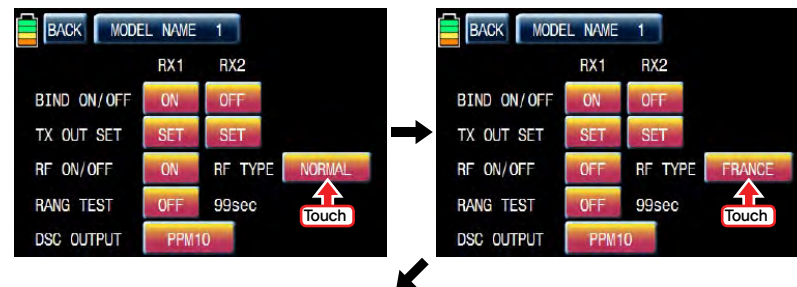 BACK MODEL NAME 1
RX1 RX2
BIND ON/OFF ON OFF
TX OUT SET SET SET
RF ON/OFF ON RF TYPE NORMAL
RANG TEST OFF 99sec Touch
DSC OUTPUT PPM10
BACK MODEL NAME 1
RX1 RX2
BIND ON/OFF ON OFF
TX OUT SET SET SET
RF ON/OFF OFF RF TYPE FRANCE
RANG TEST OFF 99sec Touch
DSC OUTPUT PPM10